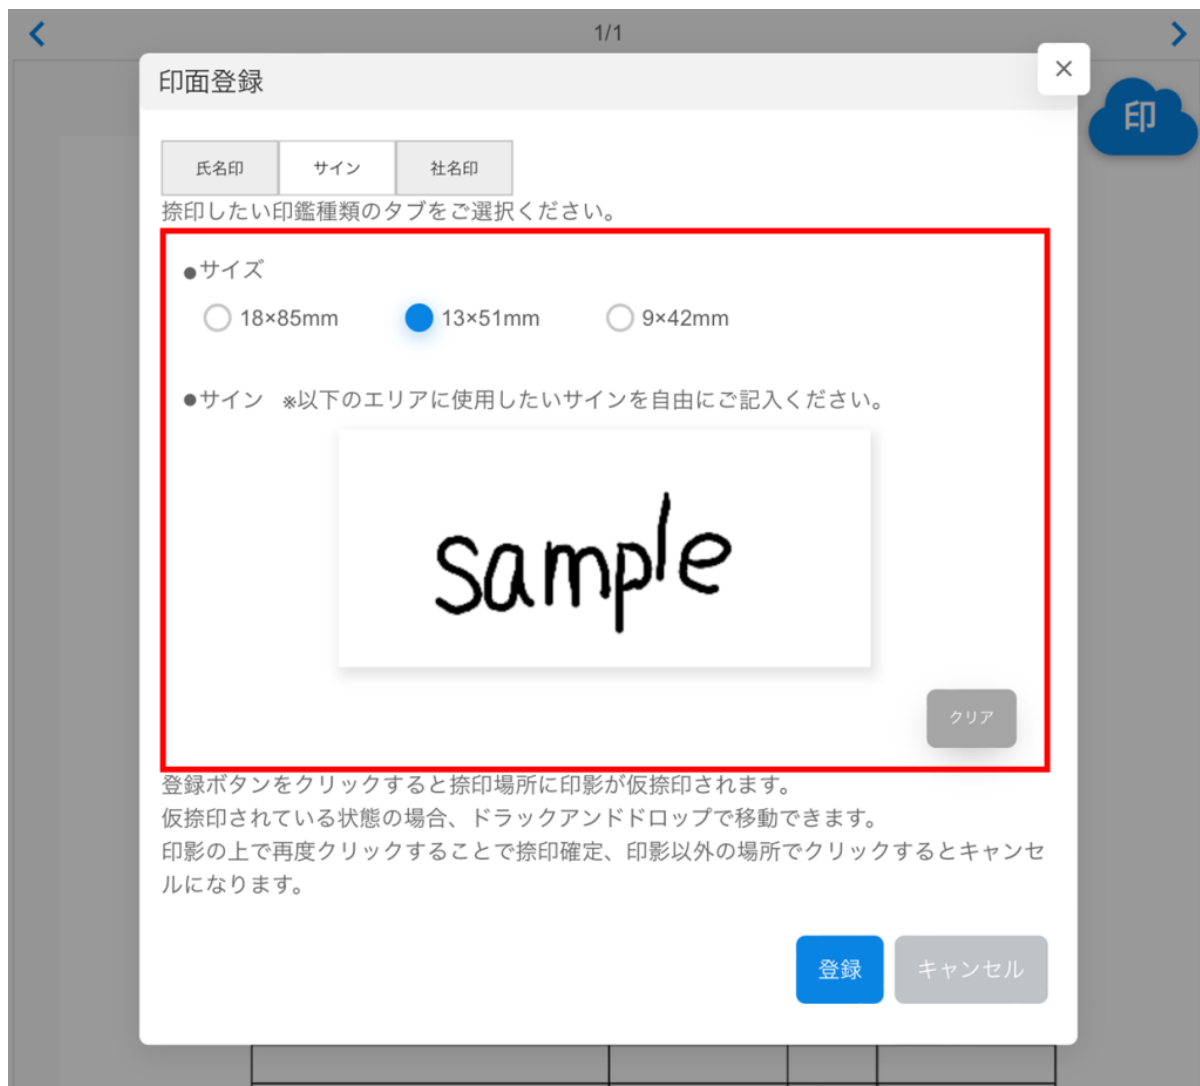 1/1
印面登録
×
印
氏名印 サイン 社名印
捺印したい印鑑種類のタブをご選択ください。
●サイズ
18×85mm 13×51mm 9×42mm
●サイン ※以下のエリアに使用したいサインを自由にご記入ください。
sample
クリア
登録ボタンをクリックすると捺印場所に印影が仮捺印されます。
仮捺印されている状態の場合、ドラックアンドドロップで移動できます。
印影の上で再度クリックすることで捺印確定、印影以外の場所でクリックするとキャンセ
ルになります。
登録 キャンセル